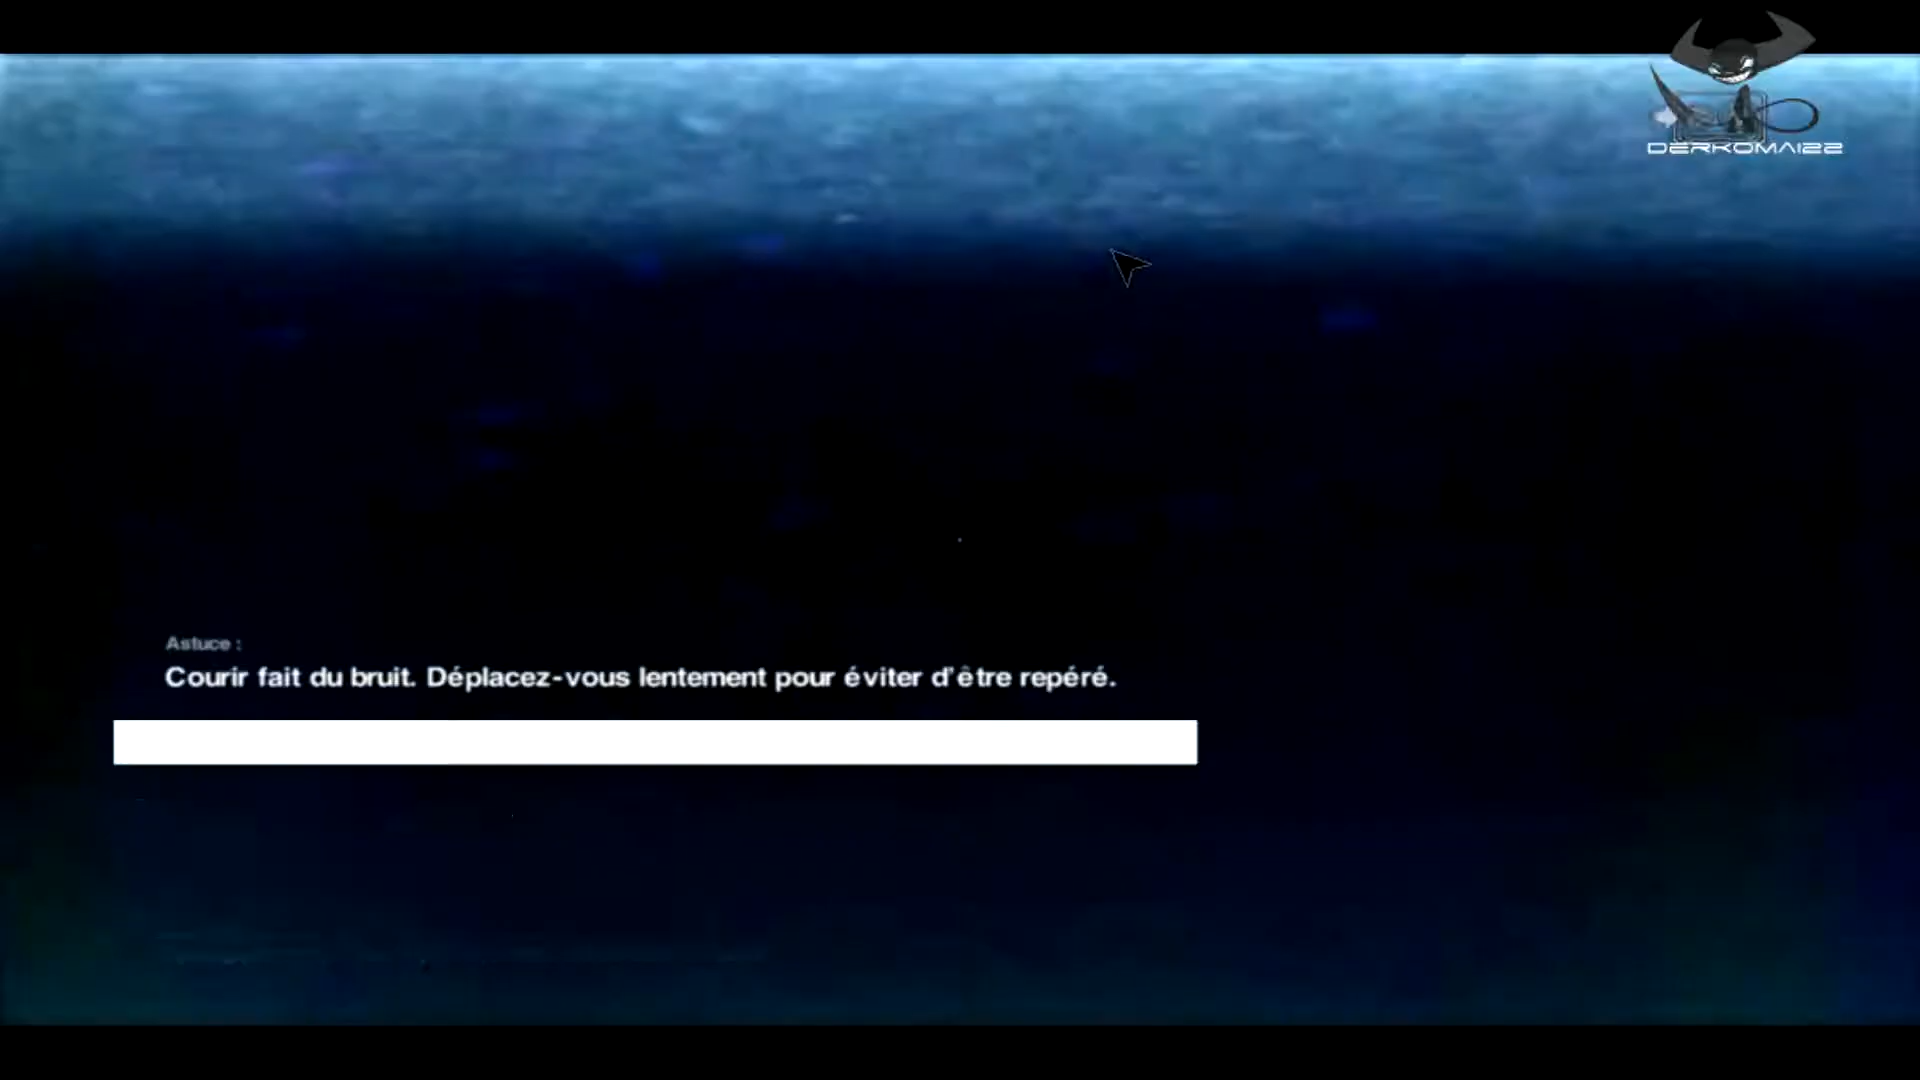 DERKOMAI22
Astuce :
Courir fait du bruit. Déplacez-vous lentement pour éviter d'être repéré.